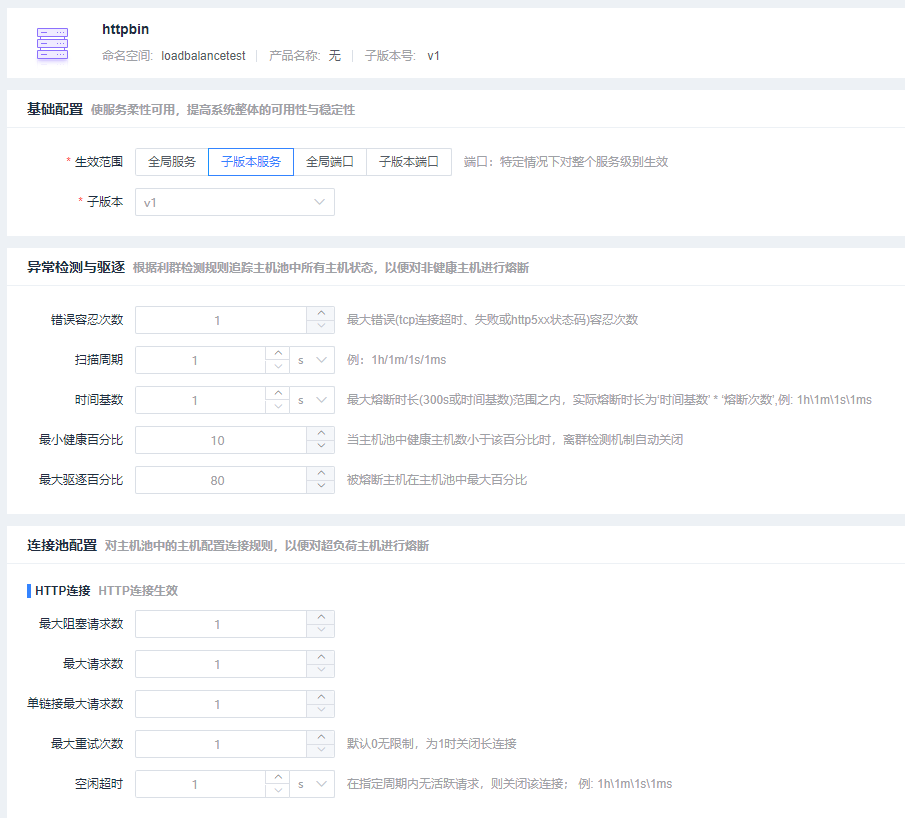 httpbin
命名空间: loadbalancetest 产品名称: 无 子版本号: v1
基础配置 使服务柔性可用，提高系统整体的可用性与稳定性
* 生效范围 全局服务 子版本服务 全局端口 子版本端口 端口：特定情况下对整个服务级别生效
* 子版本 v1
异常检测与驱逐 根据利群检测规则追踪主机池中所有主机状态，以便对非健康主机进行熔断
错误容忍次数 1 最大错误(tcp连接超时、失败或http5xx状态码)容忍次数
扫描周期 1 s 例：1h/1m/1s/1ms
时间基数 1 s 最大熔断时长(300s或时间基数)范围之内，实际熔断时长为'时间基数' * '熔断次数',例: 1h\1m\1s\1ms
最小健康百分比 10 当主机池中健康主机数小于该百分比时，离群检测机制自动关闭
最大驱逐百分比 80 被熔断主机在主机池中最大百分比
连接池配置 对主机池中的主机配置连接规则，以便对超负荷主机进行熔断
HTTP连接 HTTP连接生效
最大阻塞请求数 1
最大请求数 1
单链接最大请求数 1
最大重试次数 1 默认0无限制，为1时关闭长连接
空闲超时 1 s 在指定周期内无活跃请求，则关闭该连接； 例: 1h\1m\1s\1ms